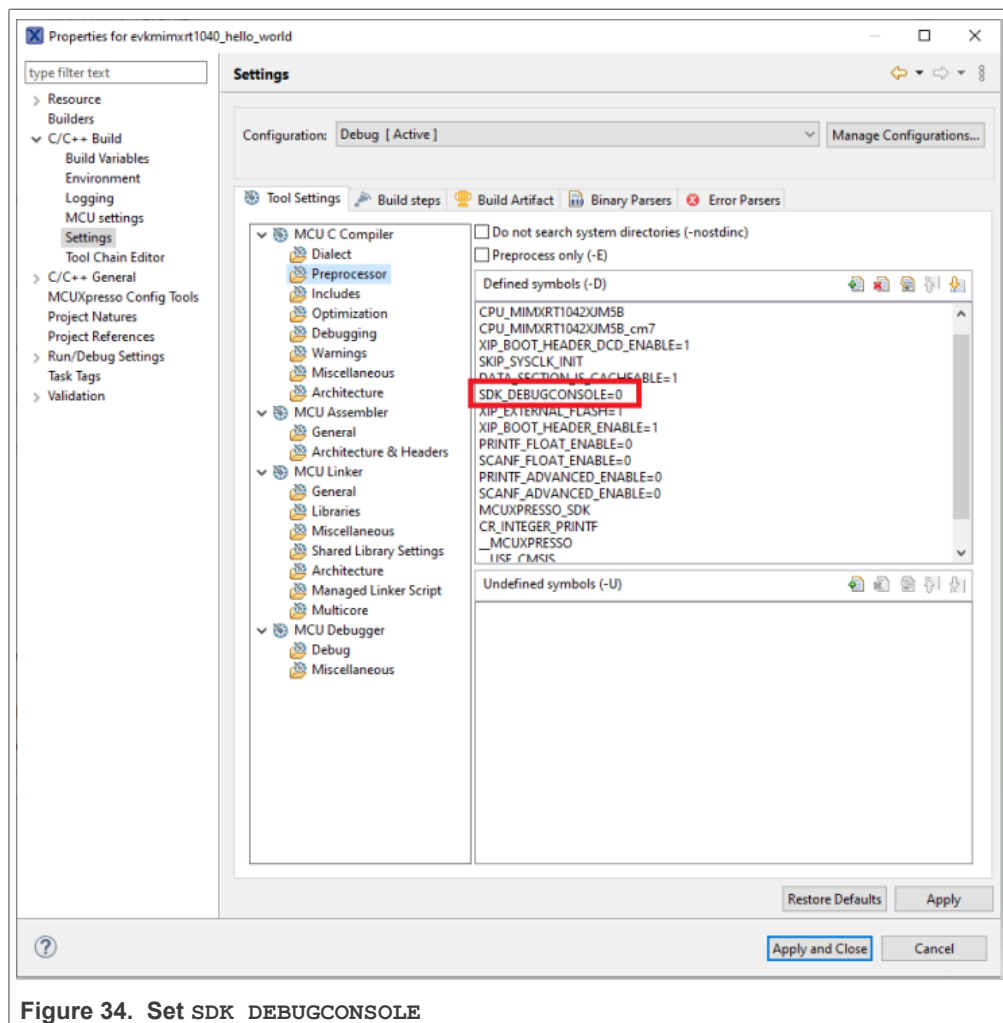 Properties for evkmimxrt1040_hello_world
type filter text
Resource
Builders
C/C++ Build
Build Variables
Environment
Logging
MCU settings
Settings
Tool Chain Editor
C/C++ General
MCUXpresso Config Tools
Project Natures
Project References
Run/Debug Settings
Task Tags
Validation
Settings
Configuration: Debug [ Active ]
Manage Configurations...
Tool Settings Build steps Build Artifact Binary Parsers Error Parsers
MCU C Compiler
Dialect
Preprocessor
Includes
Optimization
Debugging
Warnings
Miscellaneous
Architecture
MCU Assembler
General
Architecture & Headers
MCU Linker
General
Libraries
Miscellaneous
Shared Library Settings
Architecture
Managed Linker Script
Multicore
MCU Debugger
Debug
Miscellaneous
Do not search system directories (-nostdinc)
Preprocess only (-E)
Defined symbols (-D)
CPU_MIMXRT1042XJM5B
CPU_MIMXRT1042XJM5B_cm7
XIP_BOOT_HEADER_DCD_ENABLE=1
SKIP_SYSCLK_INIT
DATA_SECTION_IS_CACHEABLE=1
SDK_DEBUGCONSOLE=0
XIP_EXTERNAL_FLASH=1
XIP_BOOT_HEADER_ENABLE=1
PRINTF_FLOAT_ENABLE=0
SCANF_FLOAT_ENABLE=0
PRINTF_ADVANCED_ENABLE=0
SCANF_ADVANCED_ENABLE=0
MCUXPRESSO_SDK
CR_INTEGER_PRINTF
__MCUXPRESSO
__USE_CMSIS
Undefined symbols (-U)
Restore Defaults
Apply
Apply and Close
Cancel
Figure 34. Set SDK_DEBUGCONSOLE